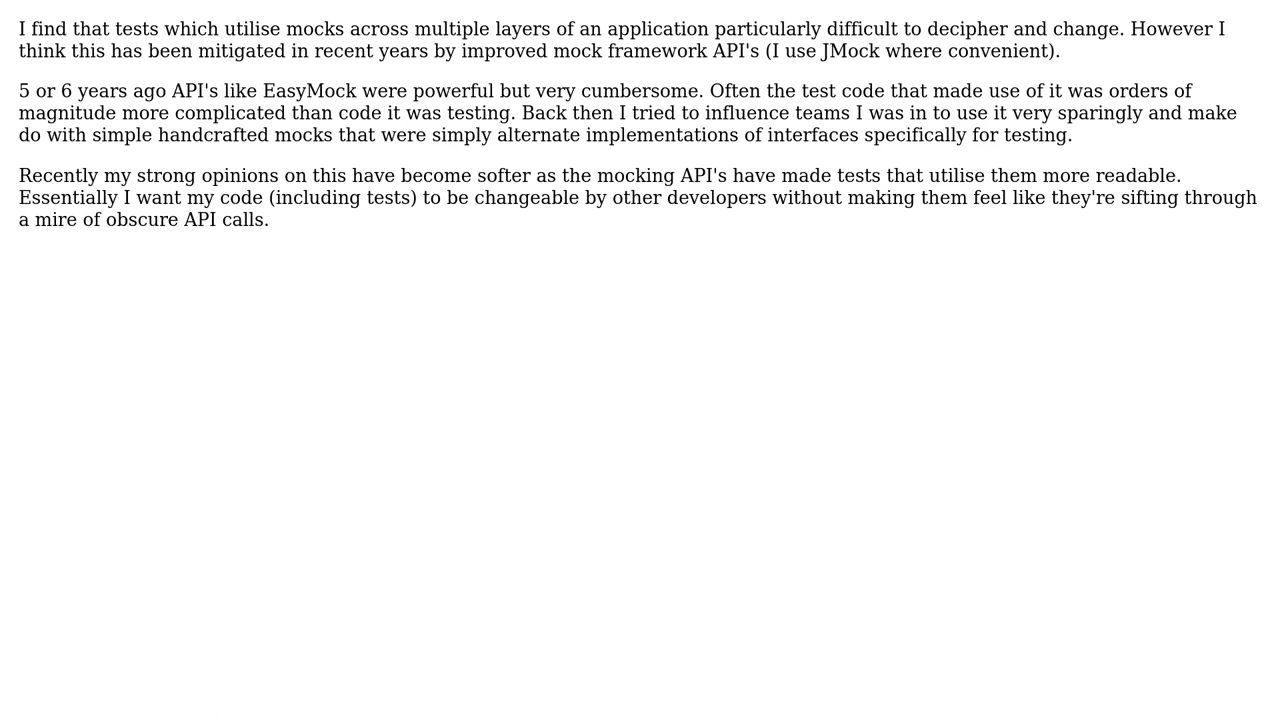 I find that tests which utilise mocks across multiple layers of an application particularly difficult to decipher and change. However I
think this has been mitigated in recent years by improved mock framework API's (I use JMock where convenient).
5 or 6 years ago API's like EasyMock were powerful but very cumbersome. Often the test code that made use of it was orders of
magnitude more complicated than code it was testing. Back then I tried to influence teams I was in to use it very sparingly and make
do with simple handcrafted mocks that were simply alternate implementations of interfaces specifically for testing.
Recently my strong opinions on this have become softer as the mocking API's have made tests that utilise them more readable.
Essentially I want my code (including tests) to be changeable by other developers without making them feel like they're sifting through
a mire of obscure API calls.